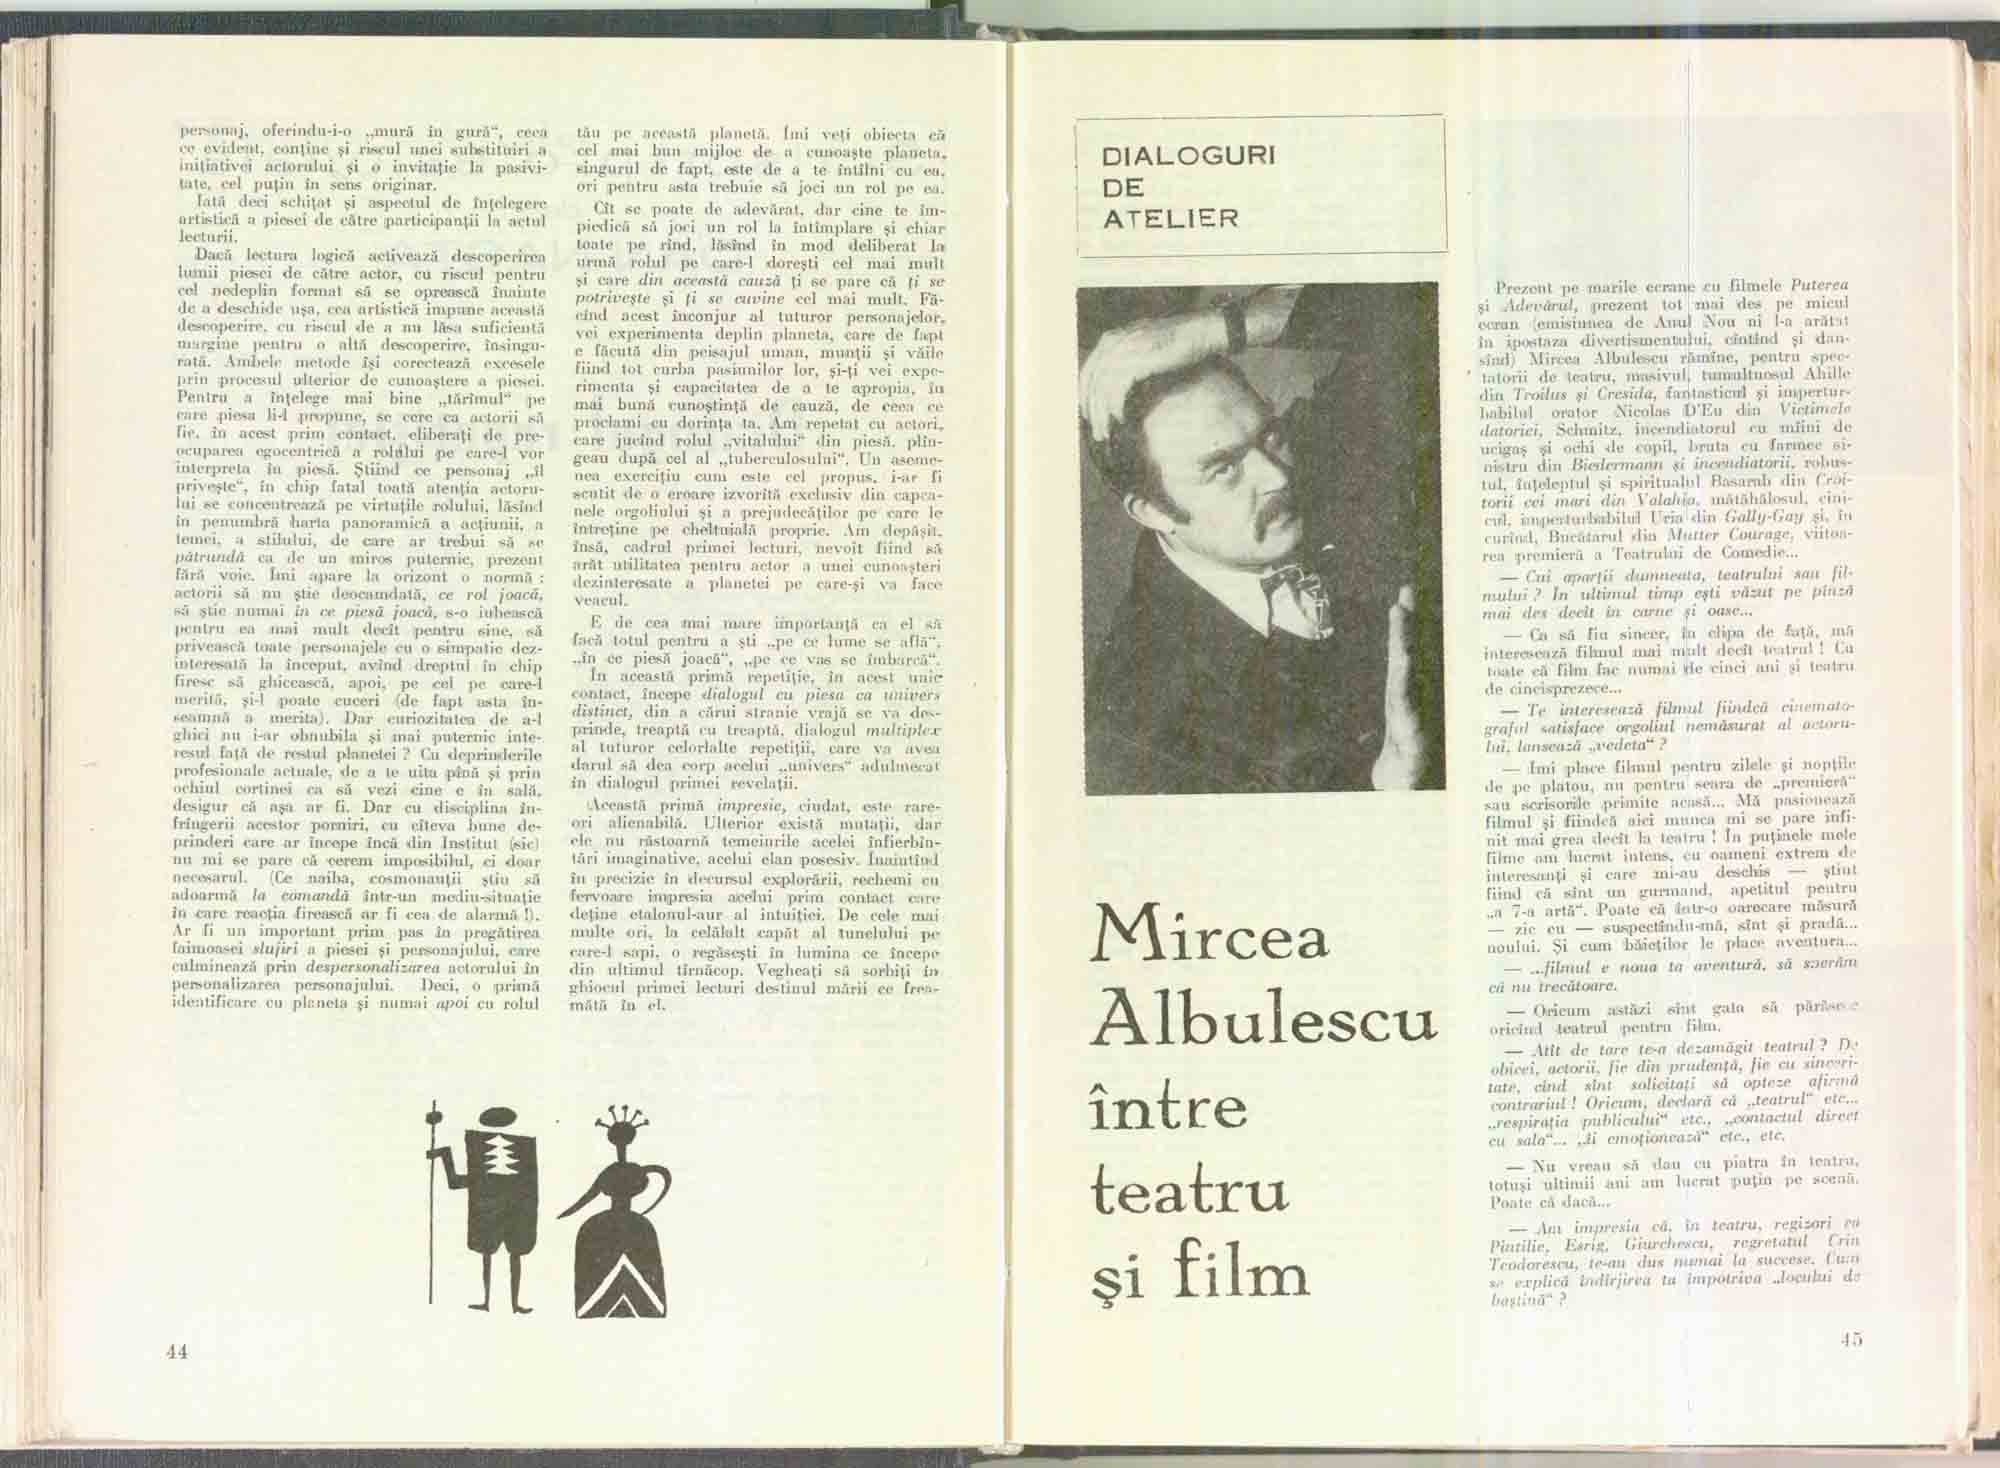 personaj, oferindu-i-o „mură în gură“, ceea
ce evident, conține și riscul unei substituiri a
inițiativei actorului și o invitație la pasivi-
tate, cel puțin în sens originar.
Iată deci schițat și aspectul de înțelegere
artistică a piesei de către participanții la actul
lecturii.
Dacă lectura logică activează descoperirea
lumii piesei de către actor, cu riscul pentru
cel nedeplin format să se oprească înainte
de a deschide ușa, cea artistică impune această
descoperire, cu riscul de a nu lăsa suficientă
margine pentru o altă descoperire, însingu-
rată. Ambele metode își corectează excesele
prin procesul ulterior de cunoaștere a piesei.
Pentru a înțelege mai bine „tărîmul“ pe
care piesa li-l propune, se cere ca actorii să
fie, în acest prim contact, eliberați de pre-
ocuparea egocentrică a rolului pe care-l vor
interpreta în piesă. Știind ce personaj „îl
privește“, în chip fatal toată atenția actoru-
lui se concentrează pe virtuțile rolului, lăsînd
în penumbră harta panoramică a acțiunii, a
temei, a stilului, de care ar trebui să se
pătrundă ca de un miros puternic, prezent
fără voie. Îmi apare la orizont o normă :
actorii să nu știe deocamdată, ce rol joacă,
să știe numai în ce piesă joacă, s-o iubească
pentru ea mai mult decît pentru sine, să
privească toate personajele cu o simpatie dez-
interesată la început, avînd dreptul în chip
firesc să ghicească, apoi, pe cel pe care-l
merită, și-l poate cuceri (de fapt asta în-
seamnă a merita). Dar curiozitatea de a-l
ghici nu i-ar obnubila și mai puternic inte-
resul față de restul planetei ? Cu deprinderile
profesionale actuale, de a te uita pînă și prin
ochiul cortinei ca să vezi cine e în sală,
desigur că așa ar fi. Dar cu disciplina în-
frîngerii acestor porniri, cu cîteva bune de-
prinderi care ar începe încă din Institut (sic)
nu mi se pare că cerem imposibilul, ci doar
necesarul. (Ce naiba, cosmonauții știu să
adoarmă la comandă într-un mediu-situație
în care reacția firească ar fi cea de alarmă !).
Ar fi un important prim pas în pregătirea
faimoasei slujiri a piesei și personajului, care
culminează prin despersonalizarea actorului în
personalizarea personajului. Deci, o primă
identificare cu planeta și numai apoi cu rolul
44
tău pe această planetă. Îmi veți obiecta că
cel mai bun mijloc de a cunoaște planeta,
singurul de fapt, este de a te întîlni cu ea,
ori pentru asta trebuie să joci un rol pe ea.
Cît se poate de adevărat, dar cine te îm-
piedică să joci un rol la întîmplare și chiar
toate pe rînd, lăsînd în mod deliberat la
urmă rolul pe care-l dorești cel mai mult
și care din această cauză ți se pare că ți se
potrivește și ți se cuvine cel mai mult. Fă-
cînd acest înconjur al tuturor personajelor,
vei experimenta deplin planeta, care de fapt
e făcută din peisajul uman, munții și văile
fiind tot curba pasiunilor lor, și-ți vei expe-
rimenta și capacitatea de a te apropia, în
mai bună cunoștință de cauză, de ceea ce
proclami cu dorința ta. Am repetat cu actori,
care jucînd rolul „vitalului“ din piesă, plîn-
geau după cel al „tuberculosului“. Un aseme-
nea exercițiu cum este cel propus, i-ar fi
scutit de o eroare izvorîtă exclusiv din capca-
nele orgoliului și a prejudecăților pe care le
întreține pe cheltuială proprie. Am depășit,
însă, cadrul primei lecturi, nevoit fiind să
arăt utilitatea pentru actor a unei cunoașteri
dezinteresate a planetei pe care-și va face
veacul.
E de cea mai mare importanță ca el să
facă totul pentru a ști „pe ce lume se află“,
„în ce piesă joacă“, „pe ce vas se îmbarcă“.
În această primă repetiție, în acest unic
contact, începe dialogul cu piesa ca univers
distinct, din a cărui stranie vrajă se va des-
prinde, treaptă cu treaptă, dialogul multiplex
al tuturor celorlalte repetiții, care va avea
darul să dea corp acelui „univers“ adulmecat
în dialogul primei revelații.
Această primă impresie, ciudat, este rare-
ori alienabilă. Ulterior există mutații, dar
ele nu răstoarnă temeiurile acelei înfierbîn-
tări imaginative, acelui elan posesiv. Înaintînd
în precizie în decursul explorării, rechemi cu
fervoare impresia acelui prim contact care
deține etalonul-aur al intuiției. De cele mai
multe ori, la celălalt capăt al tunelului pe
care-l sapi, o regăsești în lumina ce începe
din ultimul tîrnăcop. Vegheați să sorbiți în
ghiocul primei lecturi destinul mării ce frea-
mătă în el.
DIALOGURI
DE
ATELIER
Mircea
Albulescu
între
teatru
și film
Prezent pe marile ecrane cu filmele Puterea
și Adevărul, prezent tot mai des pe micul
ecran (emisiunea de Anul Nou ni l-a arătat
în ipostaza divertismentului, cîntînd și dan-
sînd) Mircea Albulescu rămîne, pentru spec-
tatorii de teatru, masivul, tumultuosul Ahille
din Troilus și Cresida, fantasticul și impertur-
babilul orator Nicolas D'Eu din Victimele
datoriei, Schmitz, incendiatorul cu mîini de
ucigaș și ochi de copil, bruta cu farmec si-
nistru din Biedermann și incendiatorii, robus-
tul, înțeleptul și spiritualul Basarab din Croi-
torii cei mari din Valahia, mătăhălosul, cini-
cul, imperturbabilul Uria din Gally-Gay și, în
curînd, Bucătarul din Mutter Courage, viitoa-
rea premieră a Teatrului de Comedie...
— Cui aparții dumneata, teatrului sau fil-
mului ? În ultimul timp ești văzut pe pînză
mai des decît în carne și oase...
— Ca să fiu sincer, în clipa de față, mă
interesează filmul mai mult decît teatrul ! Cu
toate că film fac numai de cinci ani și teatru
de cincisprezece...
— Te interesează filmul fiindcă cinemato-
graful satisface orgoliul nemăsurat al actoru-
lui, lansează „vedeta“ ?
— Îmi place filmul pentru zilele și nopțile
de pe platou, nu pentru seara de „premieră“
sau scrisorile primite acasă... Mă pasionează
filmul și fiindcă aici munca mi se pare infi-
nit mai grea decît la teatru ! În puținele mele
filme am lucrat intens, cu oameni extrem de
interesanți și care mi-au deschis — știut
fiind că sînt un gurmand, apetitul pentru
„a 7-a artă“. Poate că într-o oarecare măsură
— zic eu — suspectîndu-mă, sînt și pradă...
noului. Și cum băieților le place aventura...
— ...filmul e noua ta aventură, să sperăm
că nu trecătoare.
— Oricum astăzi sînt gata să părăsesc
oricînd teatrul pentru film.
— Atît de tare te-a dezamăgit teatrul ? De
obicei, actorii, fie din prudență, fie cu sinceri-
tate, cînd sînt solicitați să opteze afirmă
contrariul ! Oricum, declară că „teatrul“ etc...
„respirația publicului“ etc., „contactul direct
cu sala“... „îi emoționează“ etc., etc.
— Nu vreau să dau cu piatra în teatru,
totuși ultimii ani am lucrat puțin pe scenă.
Poate că dacă...
— Am impresia că, în teatru, regizori ca
Pintilie, Esrig, Giurchescu, regretatul Crin
Teodorescu, te-au dus numai la succese. Cum
se explică îndîrjirea ta împotriva „locului de
baștină“ ?
45